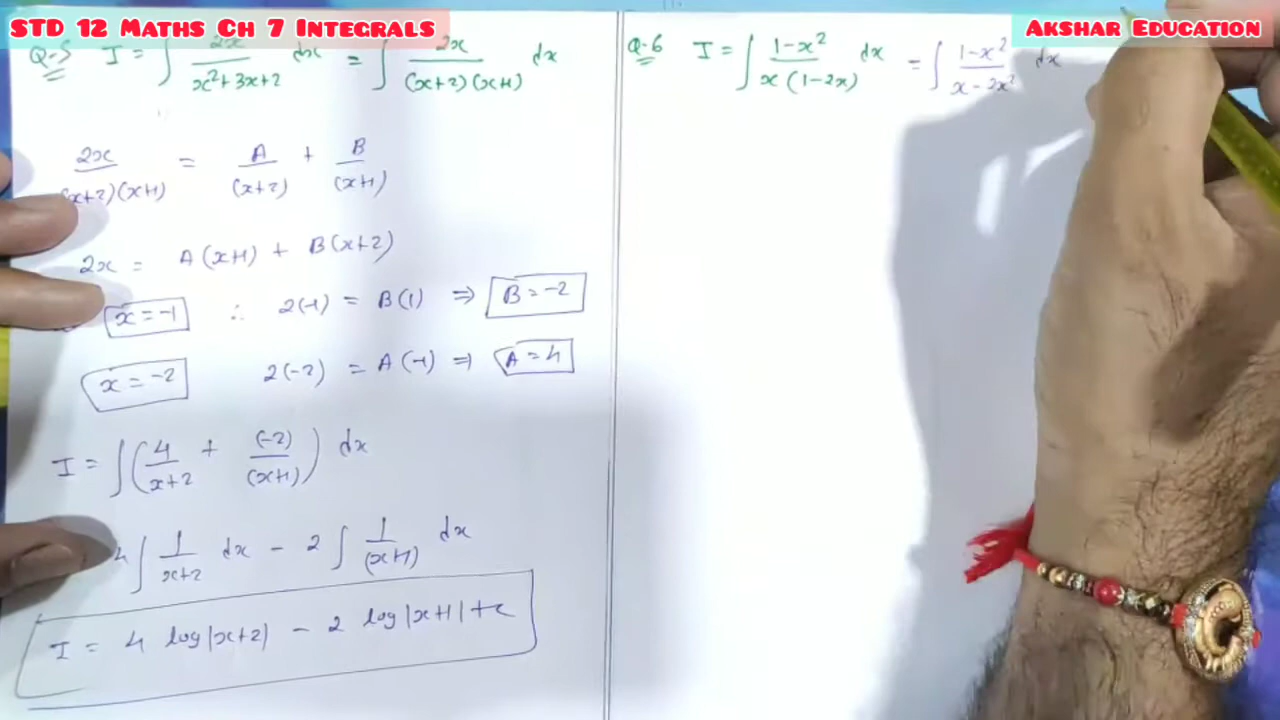 STD 12 Maths Ch 7 Integrals
Akshar Education
Q-5 I = ∫ 2x / x²+3x+2 dx = ∫ 2x / (x+2)(x+1) dx
2x / (x+2)(x+1) = A / (x+2) + B / (x+1)
2x = A(x+1) + B(x+2)
x = -1 ∴ 2(-1) = B(1) ⇒ B = -2
x = -2 2(-2) = A(-1) ⇒ A = 4
I = ∫ ( 4 / x+2 + (-2) / (x+1) ) dx
4 ∫ 1 / x+2 dx - 2 ∫ 1 / (x+1) dx
I = 4 log|x+2| - 2 log|x+1| + c
Q-6 I = ∫ 1-x² / x(1-2x) dx = ∫ 1-x² / x-2x² dx